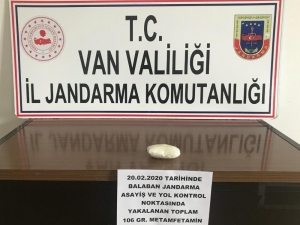 T.C.
VAN VALİLİĞİ
İL JANDARMA KOMUTANLIĞI
20.02.2020 TARİHİNDE
BALABAN JANDARMA
ASAYİŞ VE YOL KONTROL
NOKTASINDA
YAKALANAN TOPLAM
106 GR. METAMFETAMİN